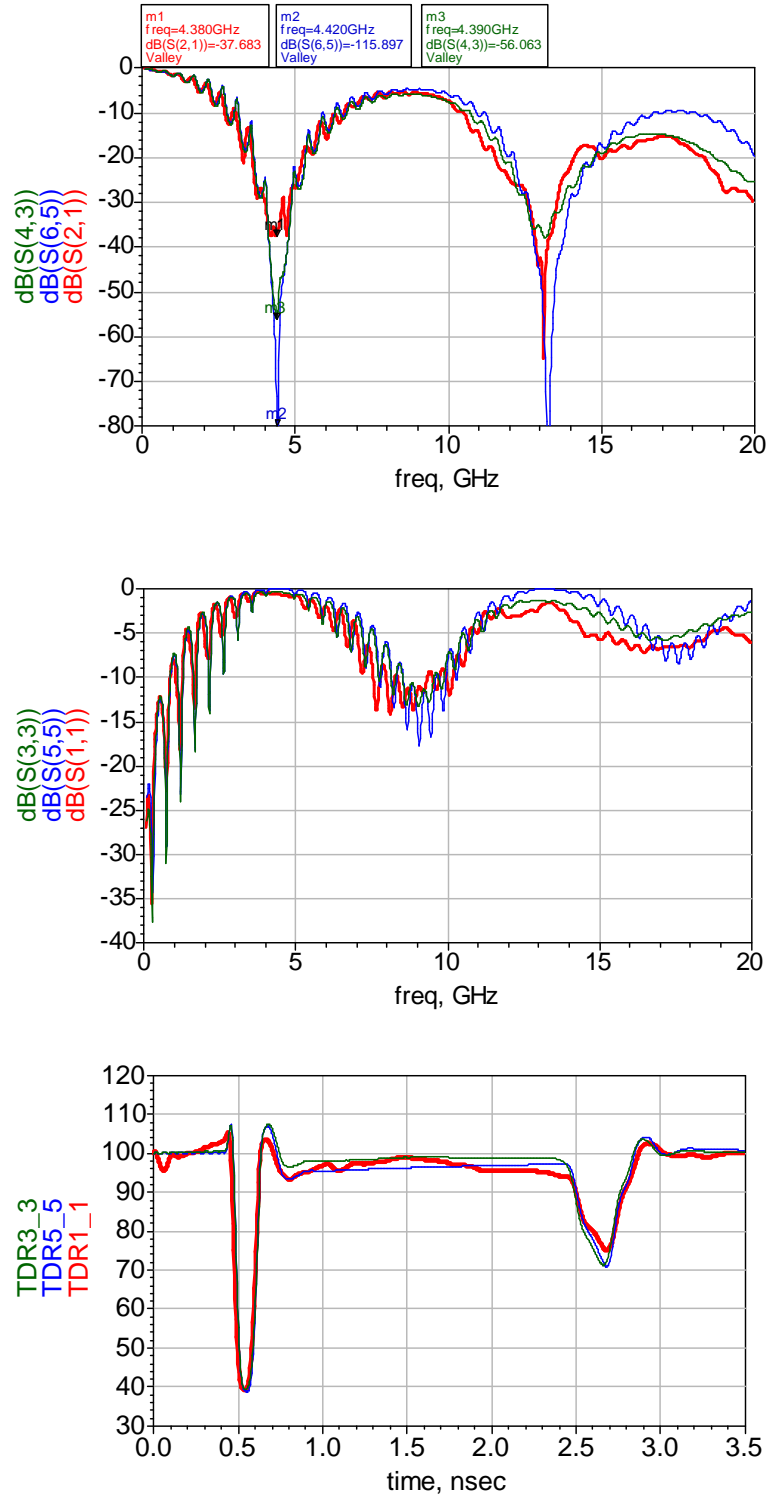 m1
freq=4.380GHz
dB(S(2,1))=-37.683
Valley
m2
freq=4.420GHz
dB(S(6,5))=-115.897
Valley
m3
freq=4.390GHz
dB(S(4,3))=-56.063
Valley
dB(S(4,3))
dB(S(6,5))
dB(S(2,1))
0
-10
-20
-30
-40
-50
-60
-70
-80
m3
m2
0 5 10 15 20
freq, GHz
dB(S(3,3))
dB(S(5,5))
dB(S(1,1))
0
-5
-10
-15
-20
-25
-30
-35
-40
0 5 10 15 20
freq, GHz
TDR3_3
TDR5_5
TDR1_1
120
110
100
90
80
70
60
50
40
30
0.0 0.5 1.0 1.5 2.0 2.5 3.0 3.5
time, nsec